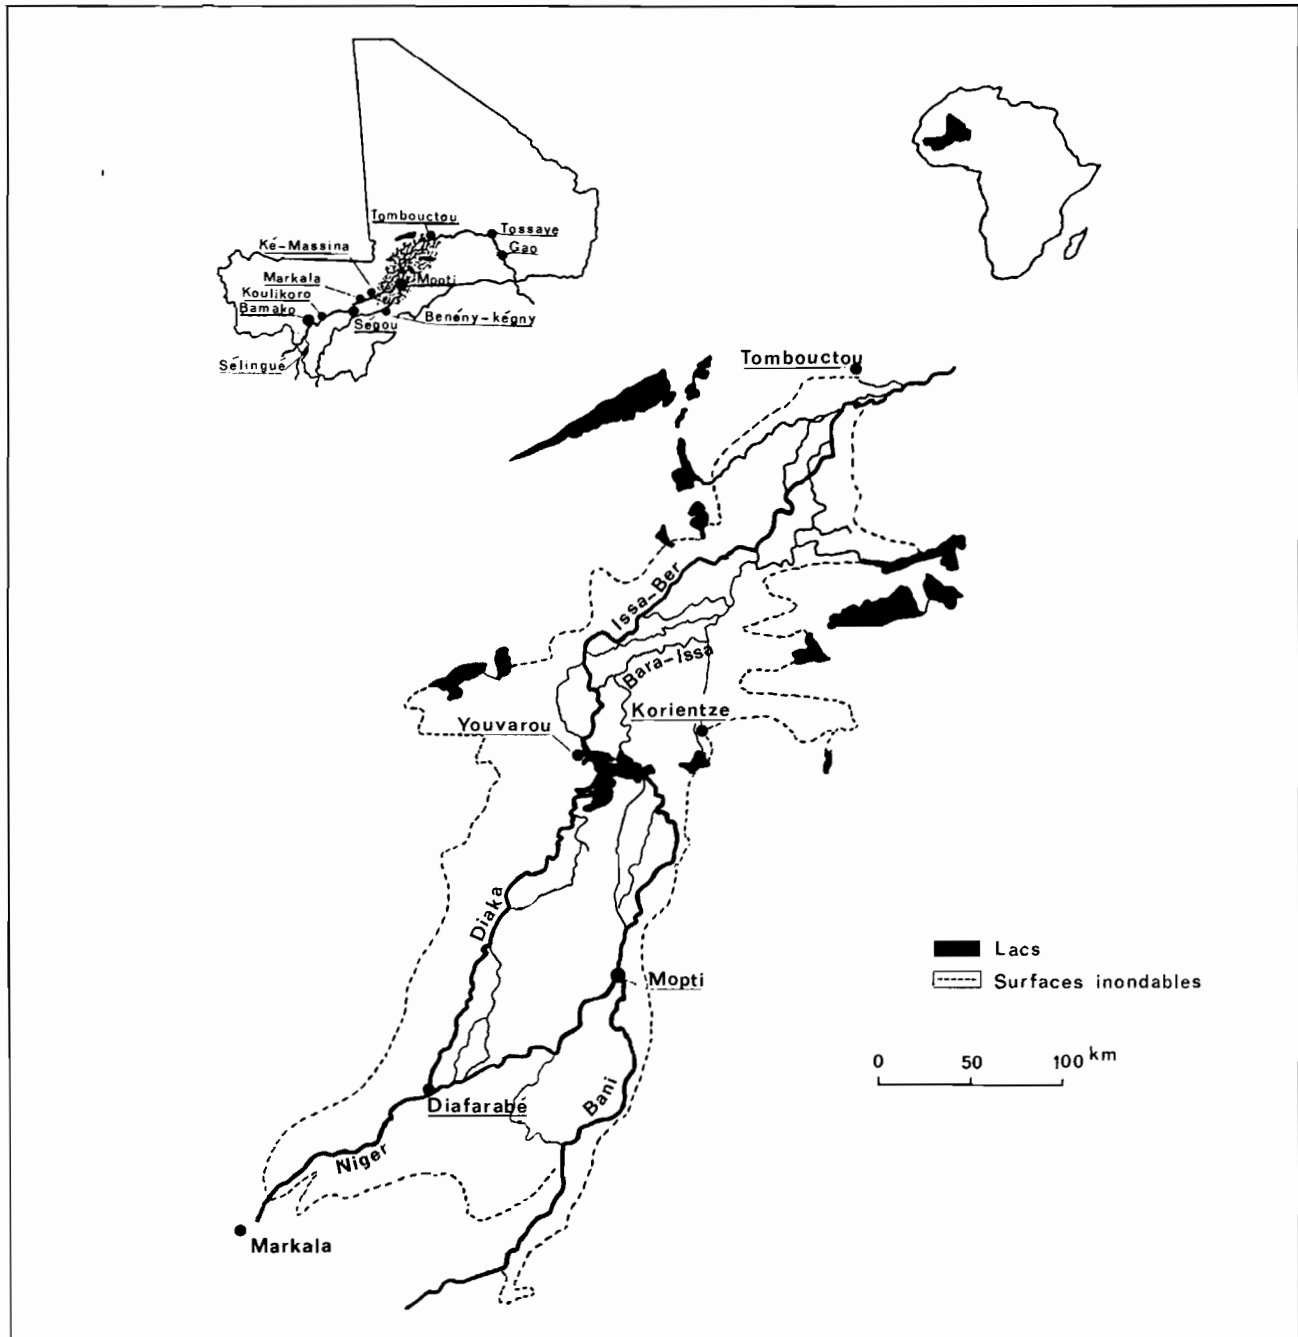 Tombouctou
Tossaye
Ké-Massina
Gao
Markala
Mopti
Koulikoro
Bamako
Ségou
Benény-kégny
Sélingué
Tombouctou
Issa-Ber
Bara-Issa
Korientze
Youvarou
Diaka
Lacs
Mopti
Surfaces inondables
0 50 100 km
Bani
Diafarabé
Niger
Markala